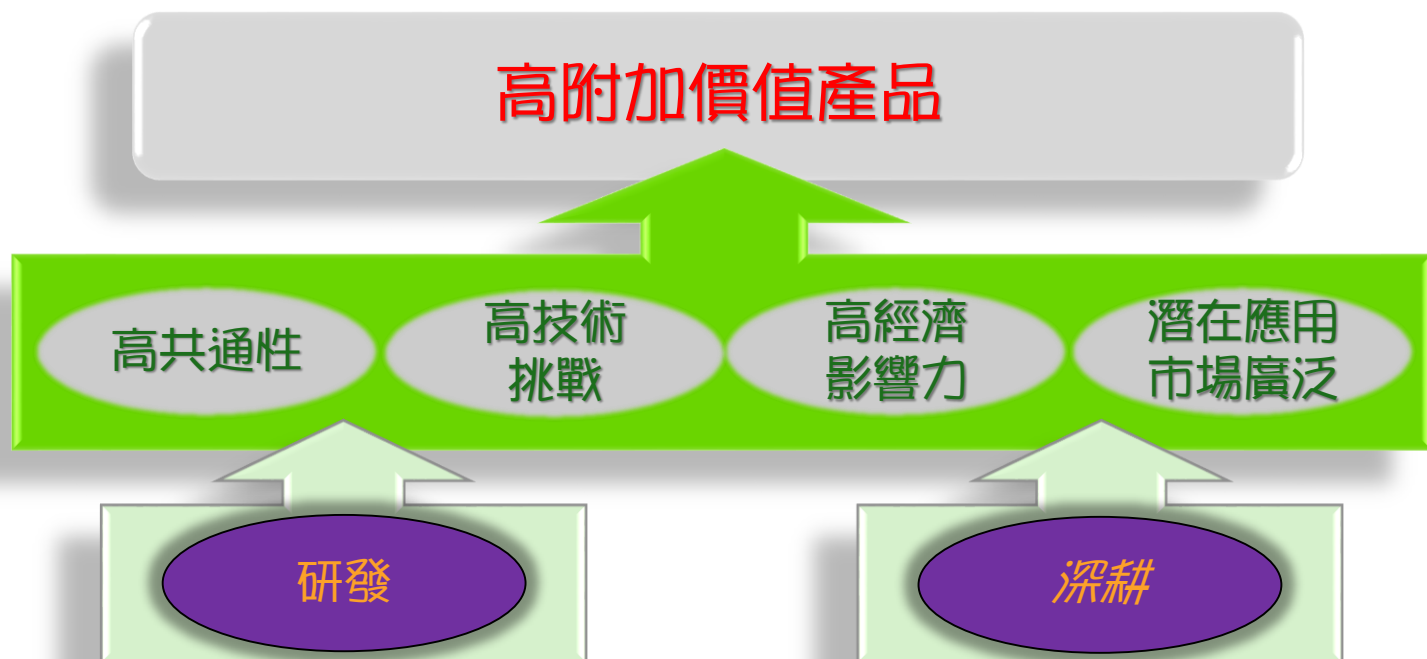 高附加價值產品
高共通性
高技術
挑戰
高經濟
影響力
潛在應用
市場廣泛
研發
深耕